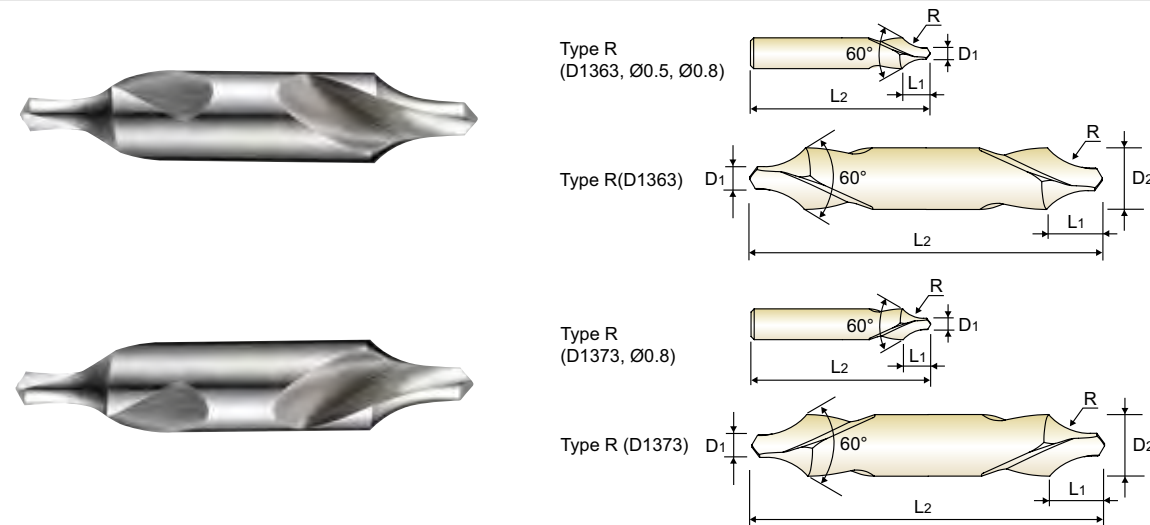 Type R
(D1363, Ø0.5, Ø0.8)
60°
R
D1
L1
L2
Type R(D1363)
D1
60°
R
D2
L1
L2
Type R
(D1373, Ø0.8)
60°
R
D1
L1
L2
Type R (D1373)
D1
60°
R
D2
L1
L2